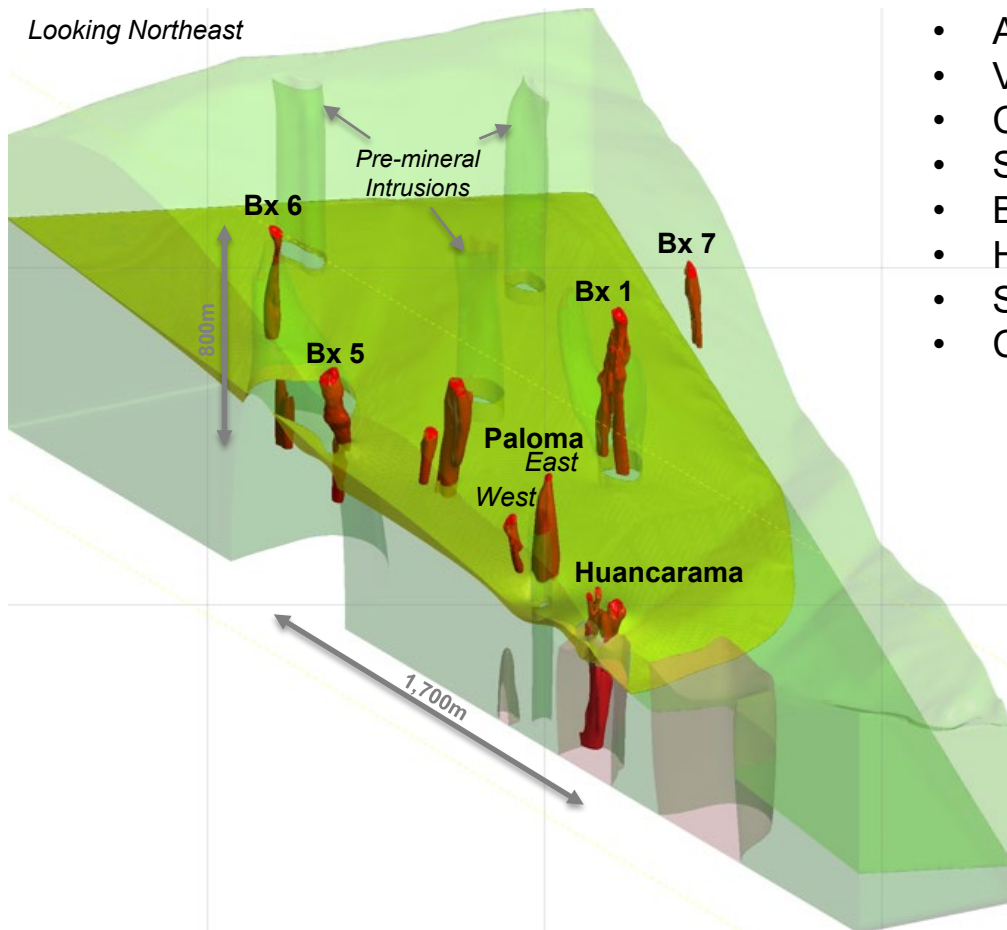 Looking Northeast
Pre-mineral
Intrusions
Bx 6
Bx 7
Bx 1
800m
Bx 5
Paloma
East
West
Huancarama
1,700m
• A
• V
• C
• S
• E
• H
• S
• C